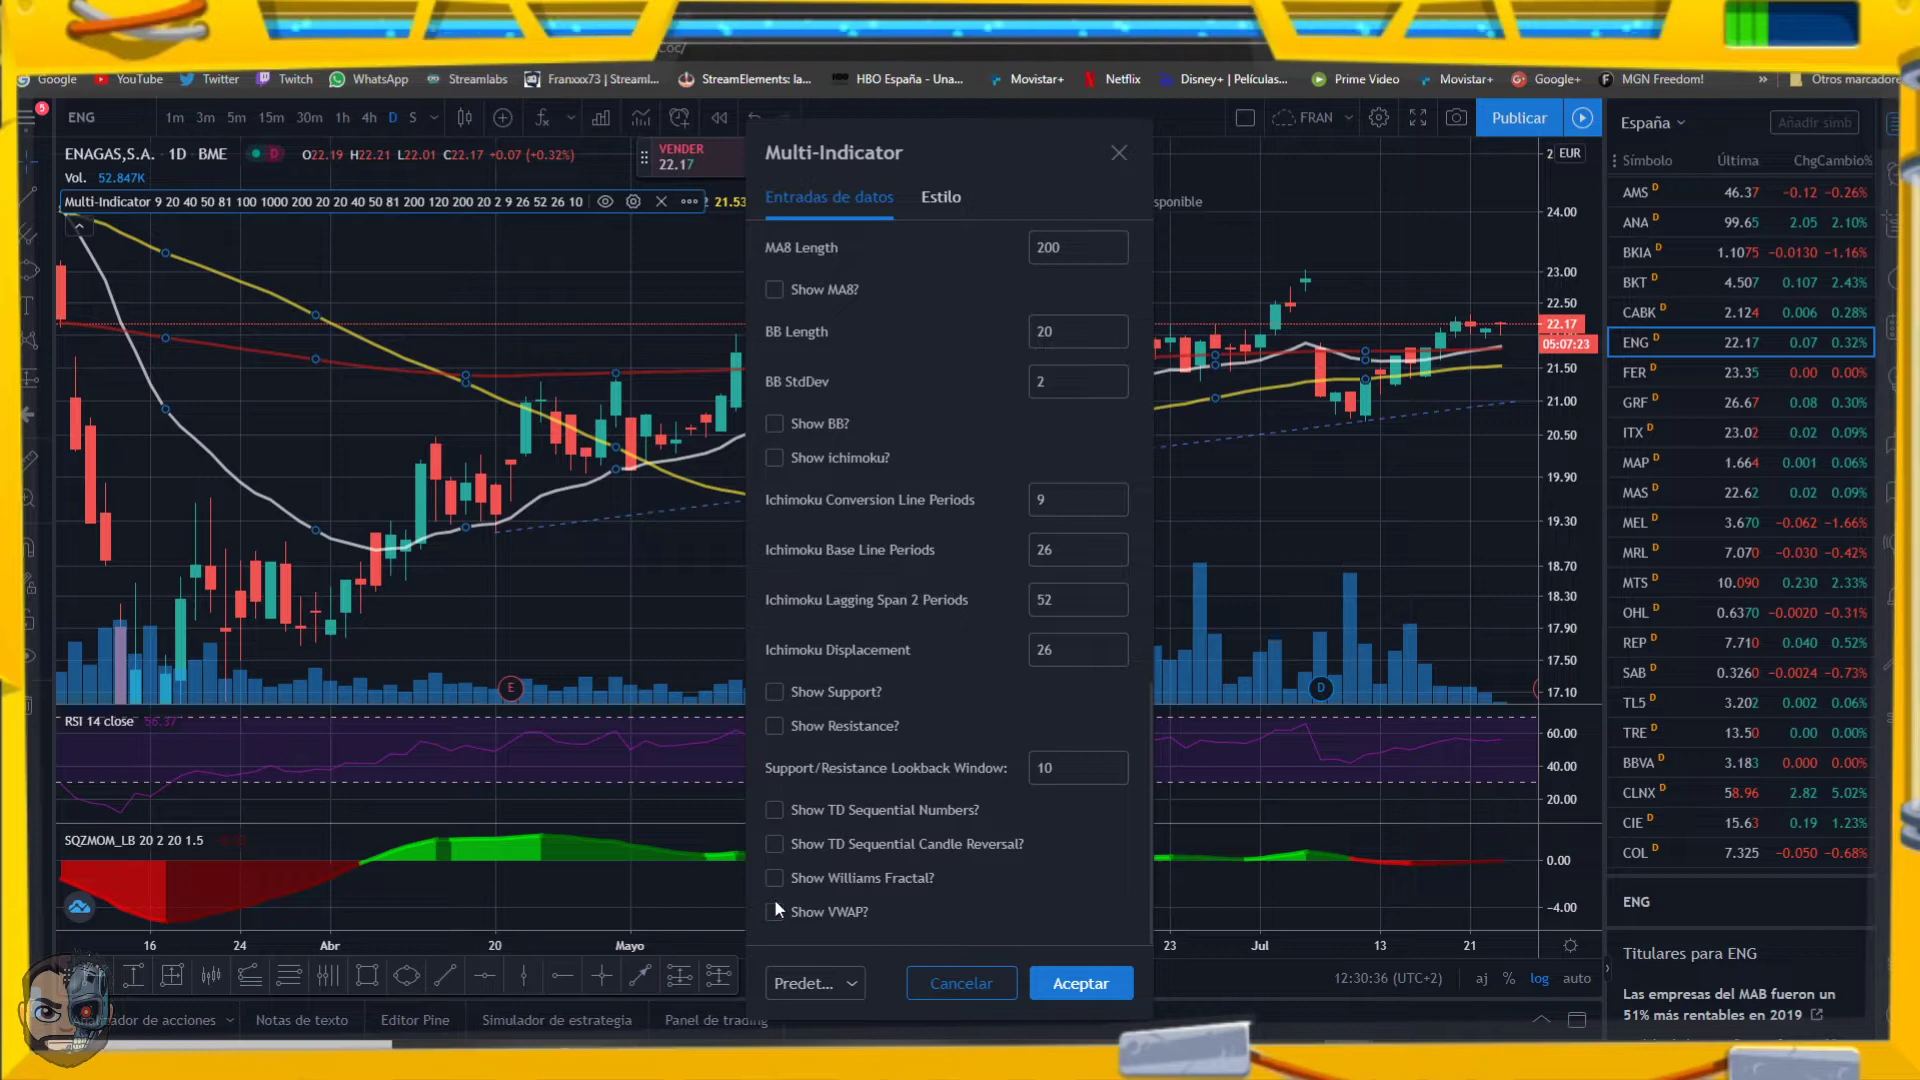 Coc/
Google YouTube Twitter Twitch WhatsApp Streamlabs Franxxx73 | Streaml... StreamElements: la... HBO España - Una... Movistar+ Netflix Disney+ | Películas... Prime Video Movistar+ Google+ MGN Freedom! » Otros marcadore
5
ENG 1m 3m 5m 15m 30m 1h 4h D S FRAN Publicar
España Añadir símb
Símbolo Última Chg Cambio%
ENAGAS,S.A. · 1D · BME D O22.19 H22.21 L22.01 C22.17 +0.07 (+0.32%)
VENDER
22.17
Vol. 52.847K
Multi-Indicator 9 20 40 50 81 100 1000 200 20 20 40 50 81 200 120 200 20 2 9 26 52 26 10 21.53
sponible
Multi-Indicator
Entradas de datos Estilo
MA8 Length 200
Show MA8?
BB Length 20
BB StdDev 2
Show BB?
Show ichimoku?
Ichimoku Conversion Line Periods 9
Ichimoku Base Line Periods 26
Ichimoku Lagging Span 2 Periods 52
Ichimoku Displacement 26
Show Support?
Show Resistance?
Support/Resistance Lookback Window: 10
Show TD Sequential Numbers?
Show TD Sequential Candle Reversal?
Show Williams Fractal?
Show VWAP?
Predet... Cancelar Aceptar
EUR
24.00
23.00
22.50
22.17
05:07:23
21.50
21.00
20.50
19.90
19.30
18.70
18.30
17.90
17.50
17.10
60.00
40.00
20.00
0.00
−4.00
E
D
RSI 14 close 56.37
SQZMOM_LB 20 2 20 1.5
16 24 Abr 20 Mayo 23 Jul 13 21
12:30:36 (UTC+2) aj % log auto
Analizador de acciones Notas de texto Editor Pine Simulador de estrategia Panel de trading
AMS D 46.37 −0.12 −0.26%
ANA D 99.65 2.05 2.10%
BKIA D 1.1075 −0.0130 −1.16%
BKT D 4.507 0.107 2.43%
CABK D 2.124 0.006 0.28%
ENG D 22.17 0.07 0.32%
FER D 23.35 0.00 0.00%
GRF D 26.67 0.08 0.30%
ITX D 23.02 0.02 0.09%
MAP D 1.664 0.001 0.06%
MAS D 22.62 0.02 0.09%
MEL D 3.670 −0.062 −1.66%
MRL D 7.070 −0.030 −0.42%
MTS D 10.090 0.230 2.33%
OHL D 0.6370 −0.0020 −0.31%
REP D 7.710 0.040 0.52%
SAB D 0.3260 −0.0024 −0.73%
TL5 D 3.202 0.002 0.06%
TRE D 13.50 0.00 0.00%
BBVA D 3.183 0.000 0.00%
CLNX D 58.96 2.82 5.02%
CIE D 15.63 0.19 1.23%
COL D 7.325 −0.050 −0.68%
ENG
Titulares para ENG
Las empresas del MAB fueron un
51% más rentables en 2019